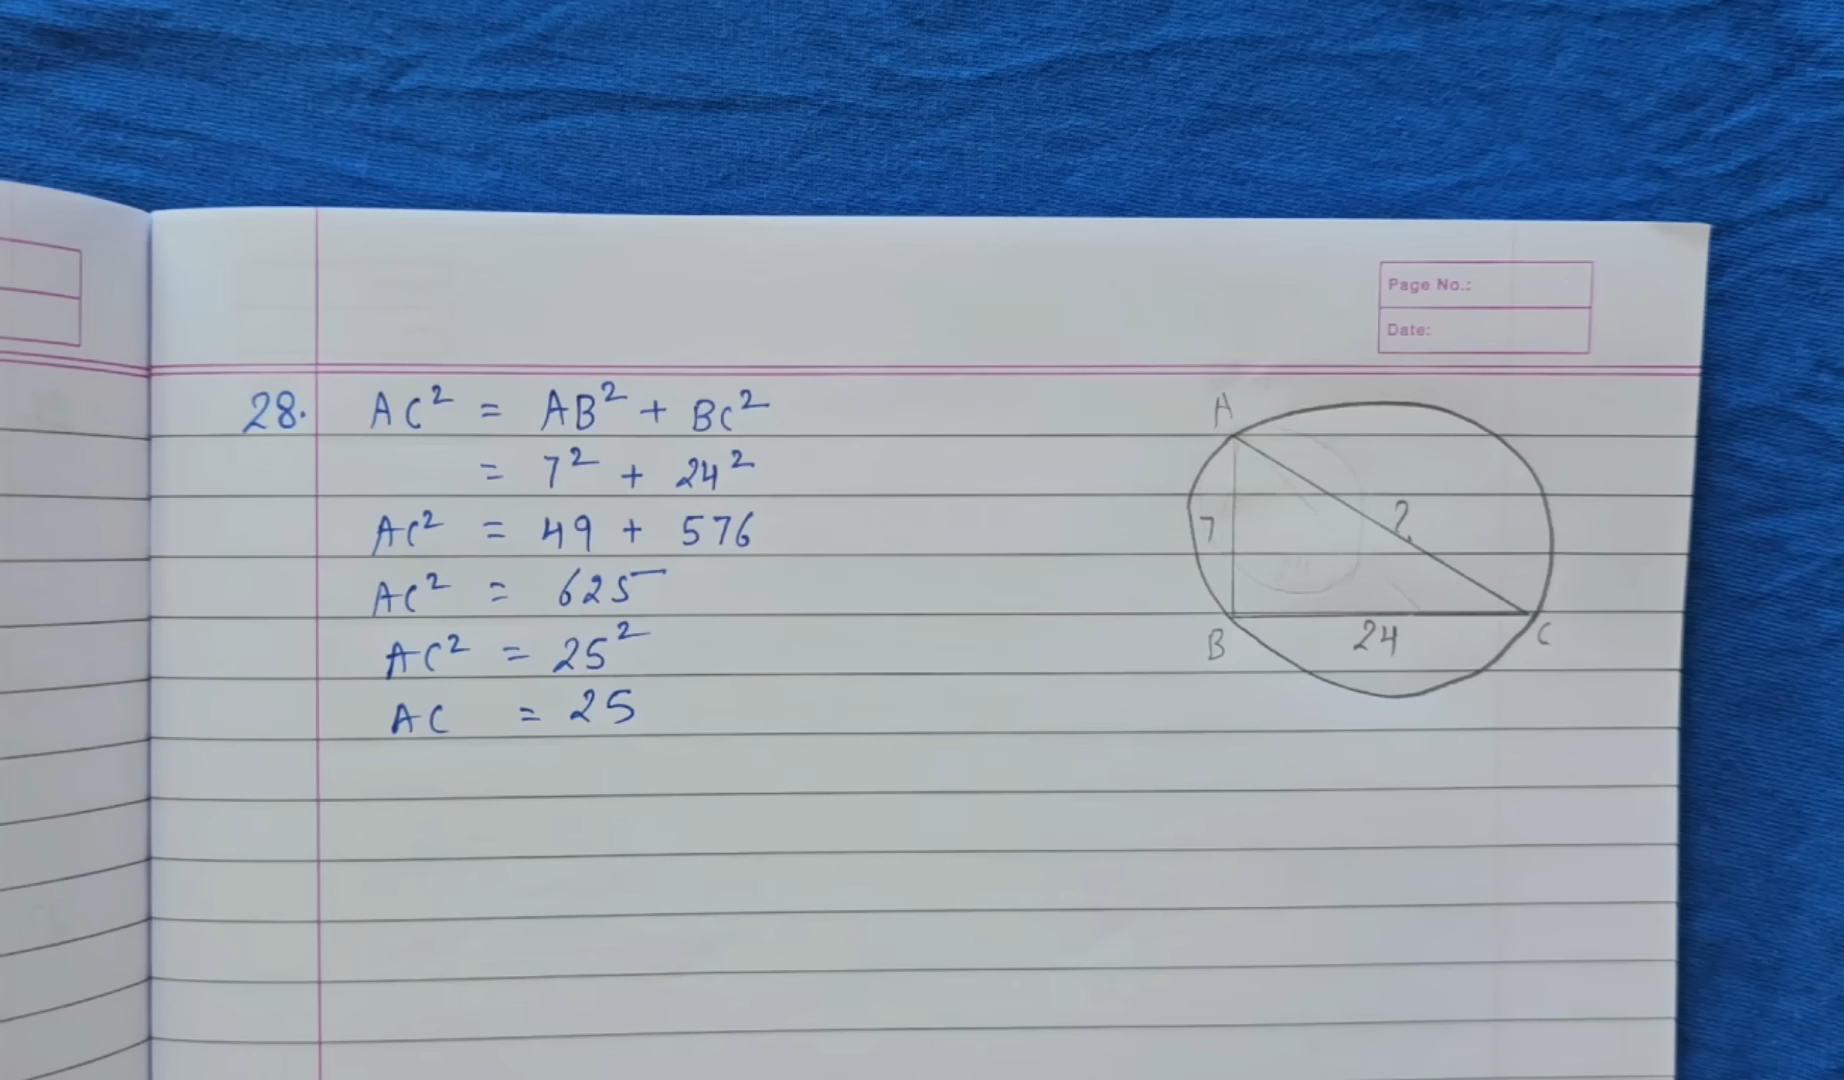 Page No.:
Date:
28. AC² = AB² + BC²
= 7² + 24²
AC² = 49 + 576
AC² = 625
AC² = 25²
AC = 25
A
7
?
B
24
C